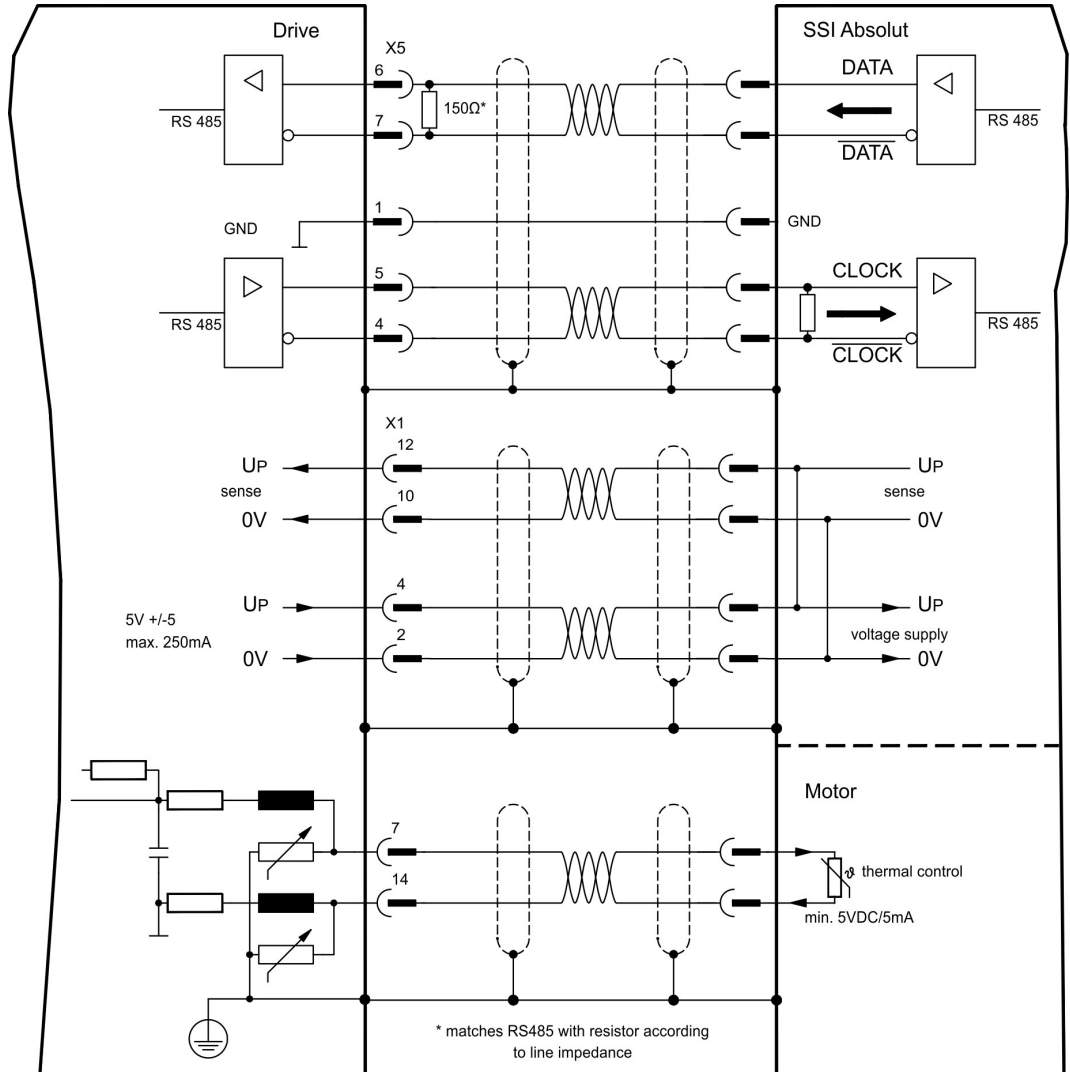 Drive
SSI Absolut
X5
6
DATA
150Ω*
RS 485
RS 485
7
DATA
1
GND
GND
5
CLOCK
RS 485
RS 485
4
CLOCK
X1
12
UP
UP
sense
sense
10
0V
0V
4
UP
UP
5V +/-5
max. 250mA
voltage supply
2
0V
0V
Motor
7
ϑ thermal control
14
min. 5VDC/5mA
* matches RS485 with resistor according
to line impedance